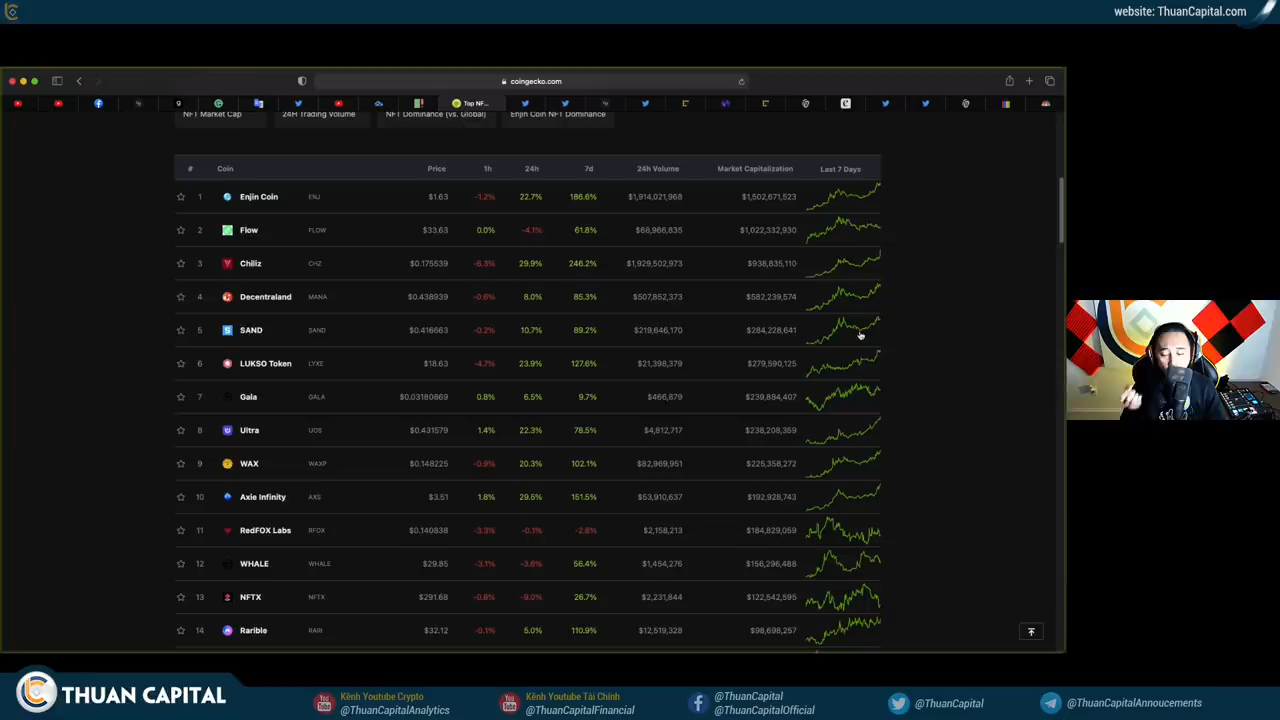 website: ThuanCapital.com
coingecko.com
Top NF...
NFT Market Cap 24H Trading Volume NFT Dominance (vs. Global) Enjin Coin NFT Dominance
# Coin Price 1h 24h 7d 24h Volume Market Capitalization Last 7 Days
1 Enjin Coin ENJ $1.63 -1.2% 22.7% 186.6% $1,914,021,968 $1,502,671,523
2 Flow FLOW $33.63 0.0% -4.1% 61.8% $68,966,835 $1,022,332,930
3 Chiliz CHZ $0.175539 -6.3% 29.9% 246.2% $1,929,502,973 $938,835,110
4 Decentraland MANA $0.438939 -0.6% 8.0% 85.3% $507,852,373 $582,239,574
5 SAND SAND $0.416663 -0.2% 10.7% 89.2% $219,646,170 $284,228,641
6 LUKSO Token LYXE $18.63 -4.7% 23.9% 127.6% $21,398,379 $279,590,125
7 Gala GALA $0.03180869 0.8% 6.5% 9.7% $466,879 $239,884,407
8 Ultra UOS $0.431579 1.4% 22.3% 78.5% $4,812,717 $238,208,359
9 WAX WAXP $0.148225 -0.9% 20.3% 102.1% $82,969,951 $225,358,272
10 Axie Infinity AXS $3.51 1.8% 29.5% 151.5% $53,910,637 $192,928,743
11 RedFOX Labs RFOX $0.140838 -3.3% -0.1% -2.8% $2,158,213 $184,829,059
12 WHALE WHALE $29.85 -3.1% -3.6% 56.4% $1,454,276 $156,296,488
13 NFTX NFTX $291.68 -0.8% -9.0% 26.7% $2,231,844 $122,542,595
14 Rarible RARI $32.12 -0.1% 5.0% 110.9% $12,519,328 $98,698,257
THUAN CAPITAL
You Tube
Kênh Youtube Crypto
@ThuanCapitalAnalytics
You Tube
Kênh Youtube Tài Chính
@ThuanCapitalFinancial
@ThuanCapital
@ThuanCapitalOfficial
@ThuanCapital
@ThuanCapitalAnnoucements